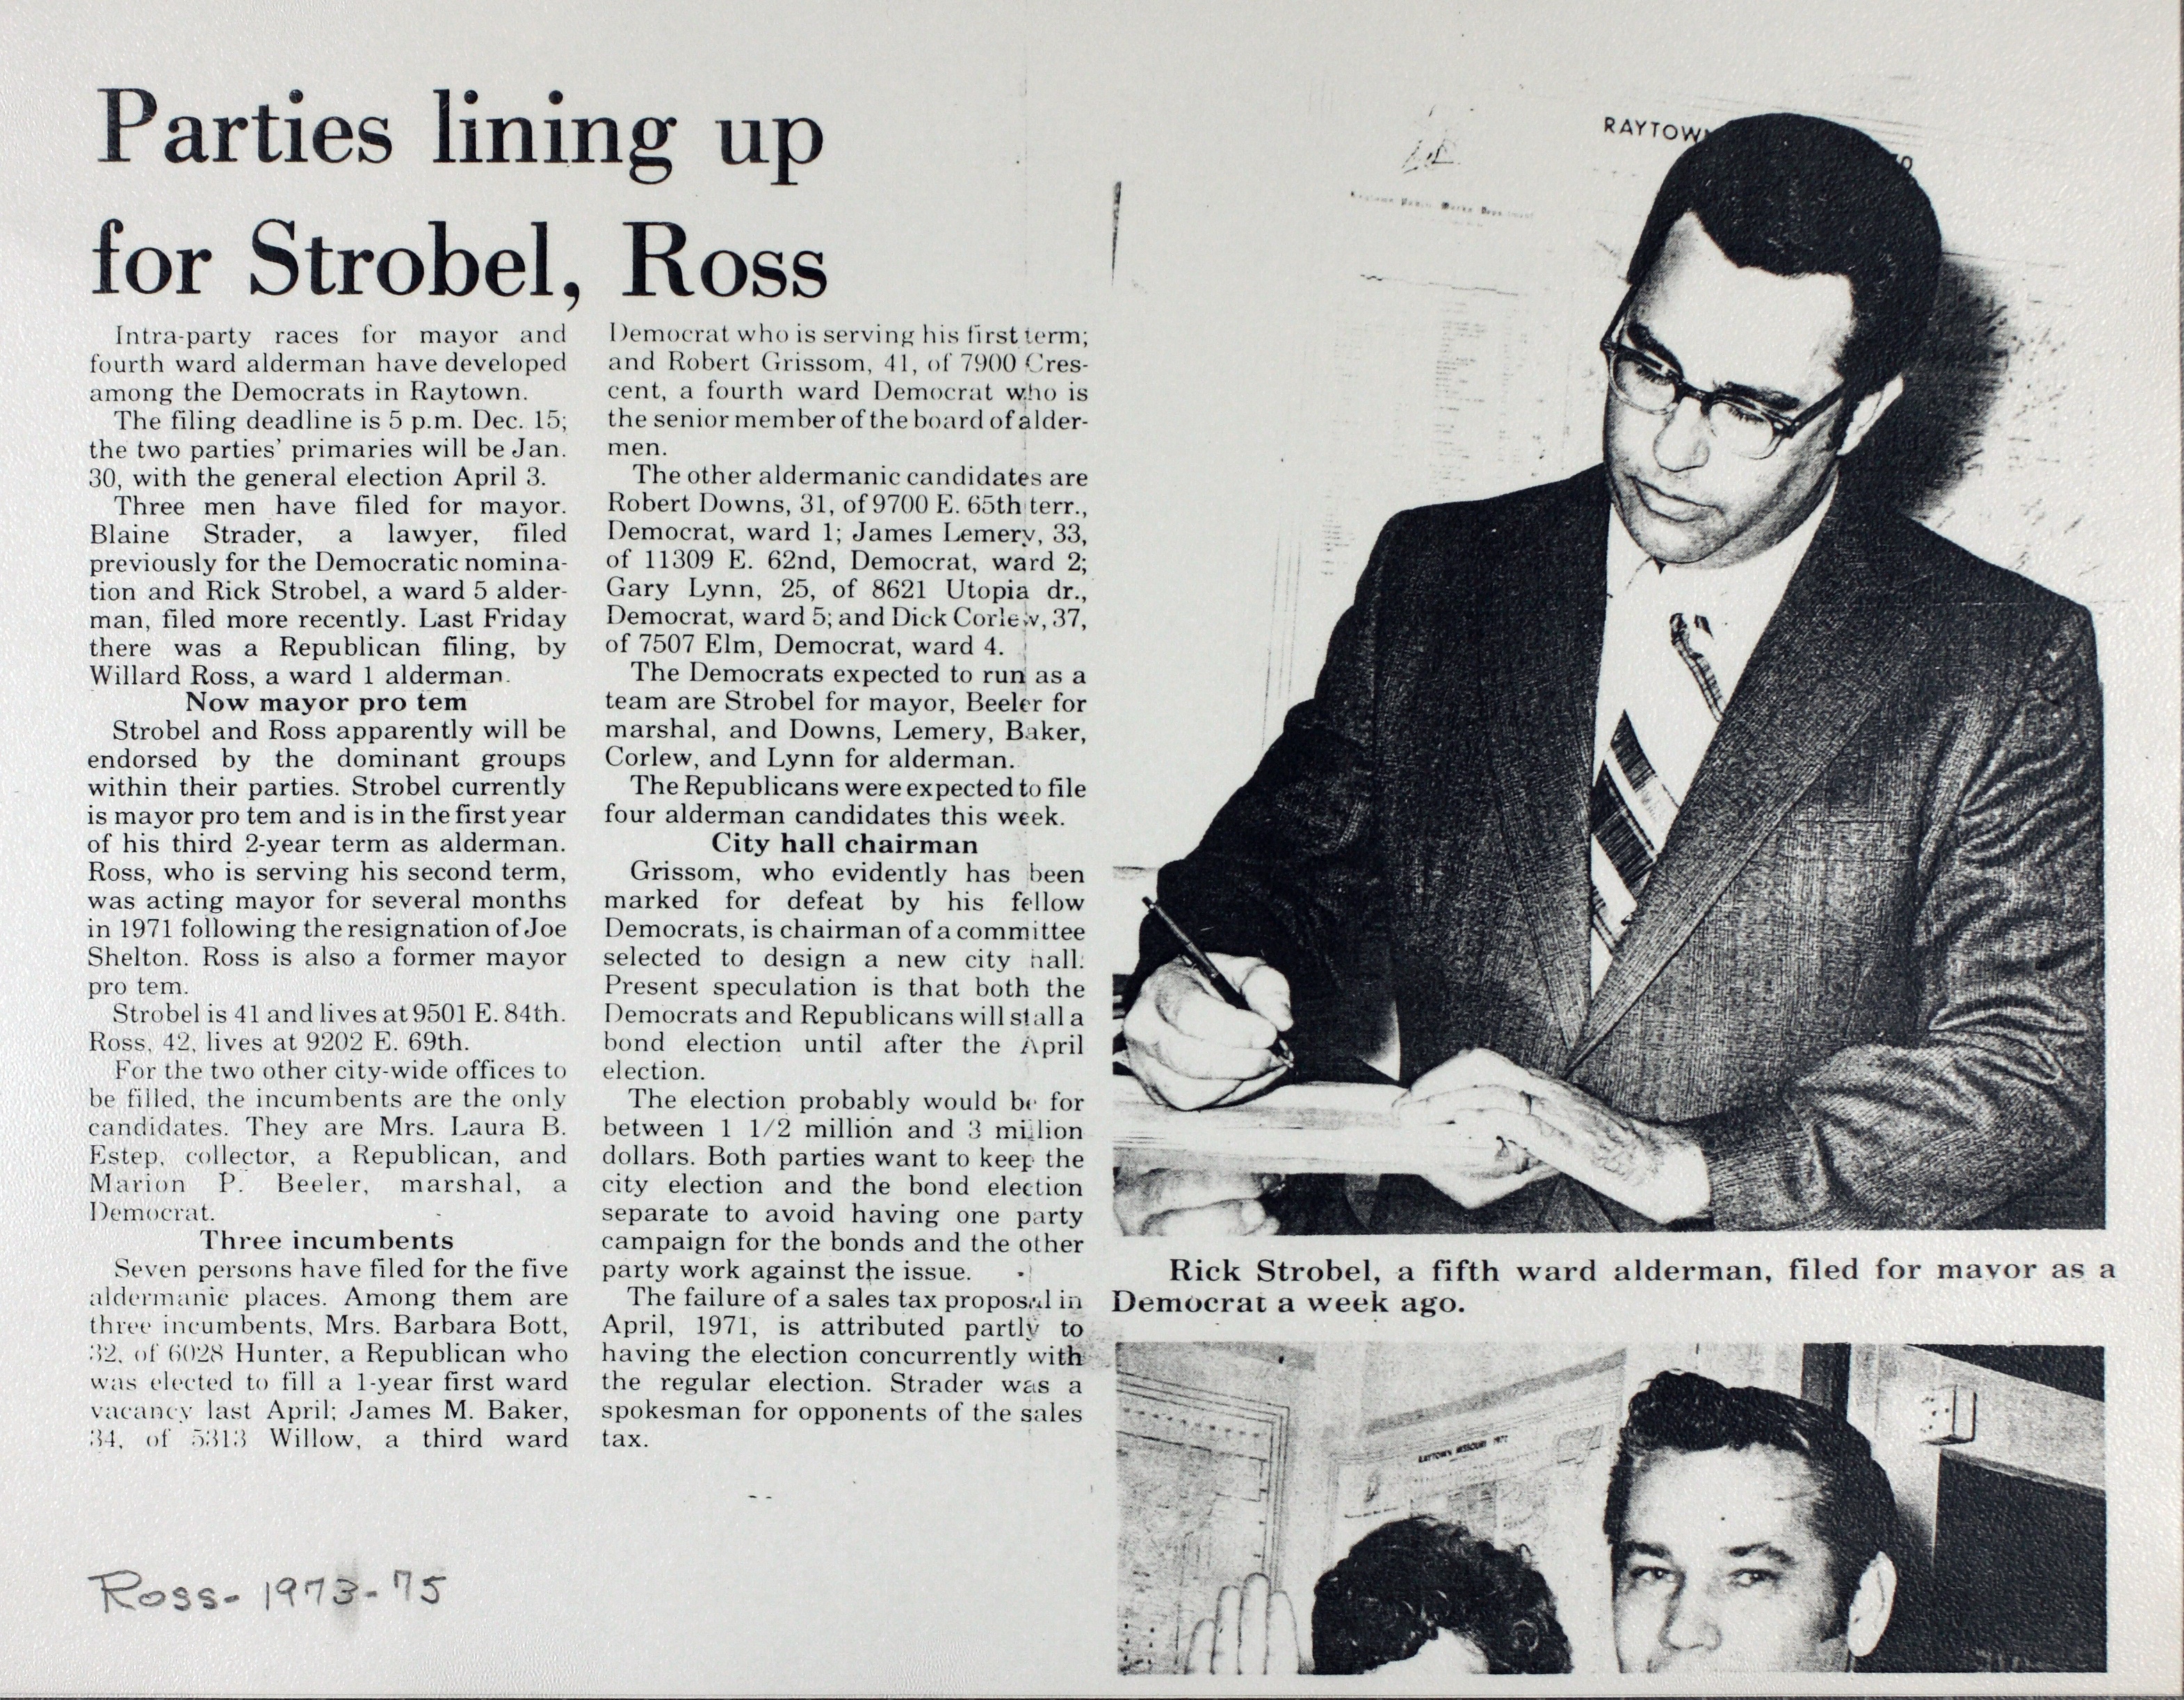 Parties lining up
for Strobel, Ross
Intra-party races for mayor and
fourth ward alderman have developed
among the Democrats in Raytown.
The filing deadline is 5 p.m. Dec. 15;
the two parties' primaries will be Jan.
30, with the general election April 3.
Three men have filed for mayor.
Blaine Strader, a lawyer, filed
previously for the Democratic nomina-
tion and Rick Strobel, a ward 5 alder-
man, filed more recently. Last Friday
there was a Republican filing, by
Willard Ross, a ward 1 alderman.
Now mayor pro tem
Strobel and Ross apparently will be
endorsed by the dominant groups
within their parties. Strobel currently
is mayor pro tem and is in the first year
of his third 2-year term as alderman.
Ross, who is serving his second term,
was acting mayor for several months
in 1971 following the resignation of Joe
Shelton. Ross is also a former mayor
pro tem.
Strobel is 41 and lives at 9501 E. 84th.
Ross, 42, lives at 9202 E. 69th.
For the two other city-wide offices to
be filled, the incumbents are the only
candidates. They are Mrs. Laura B.
Estep, collector, a Republican, and
Marion P. Beeler, marshal, a
Democrat.
Three incumbents
Seven persons have filed for the five
aldermanic places. Among them are
three incumbents, Mrs. Barbara Bott,
32, of 6028 Hunter, a Republican who
was elected to fill a 1-year first ward
vacancy last April; James M. Baker,
34, of 5313 Willow, a third ward
Democrat who is serving his first term;
and Robert Grissom, 41, of 7900 Cres-
cent, a fourth ward Democrat who is
the senior member of the board of alder-
men.
The other aldermanic candidates are
Robert Downs, 31, of 9700 E. 65th terr.,
Democrat, ward 1; James Lemery, 33,
of 11309 E. 62nd, Democrat, ward 2;
Gary Lynn, 25, of 8621 Utopia dr.,
Democrat, ward 5; and Dick Corlew, 37,
of 7507 Elm, Democrat, ward 4.
The Democrats expected to run as a
team are Strobel for mayor, Beeler for
marshal, and Downs, Lemery, Baker,
Corlew, and Lynn for alderman.
The Republicans were expected to file
four alderman candidates this week.
City hall chairman
Grissom, who evidently has been
marked for defeat by his fellow
Democrats, is chairman of a committee
selected to design a new city hall.
Present speculation is that both the
Democrats and Republicans will stall a
bond election until after the April
election.
The election probably would be for
between 1 1/2 million and 3 million
dollars. Both parties want to keep the
city election and the bond election
separate to avoid having one party
campaign for the bonds and the other
party work against the issue.
The failure of a sales tax proposal in
April, 1971, is attributed partly to
having the election concurrently with
the regular election. Strader was a
spokesman for opponents of the sales
tax.
Ross- 1973-75
RAYTOWN
Rick Strobel, a fifth ward alderman, filed for mayor as a
Democrat a week ago.
RAYTOWN MISSOURI